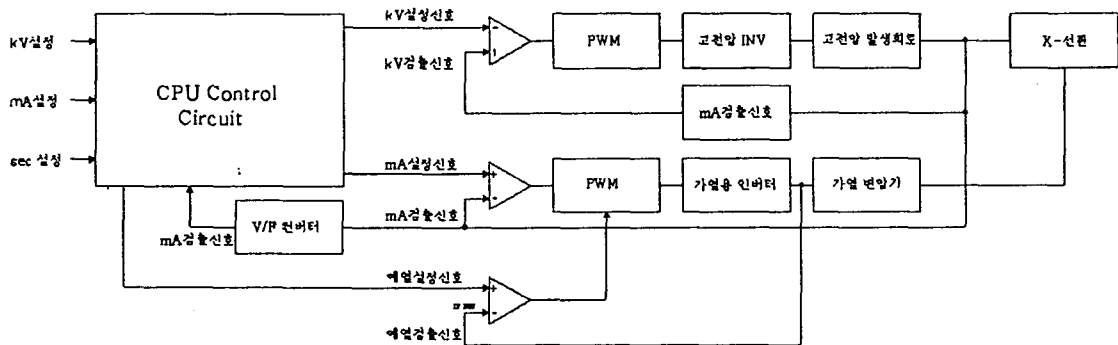 kV설정
mA설정
sec 설정
CPU Control
Circuit
kV설정신호
kV검출신호
PWM
고전압 INV
고전압 발생회도
X-선관
mA검출신호
mA설정신호
mA검출신호
PWM
가열용 인버터
가열 변압기
V/F 컨버터
mA검출신호
예열설정신호
예열검출신호